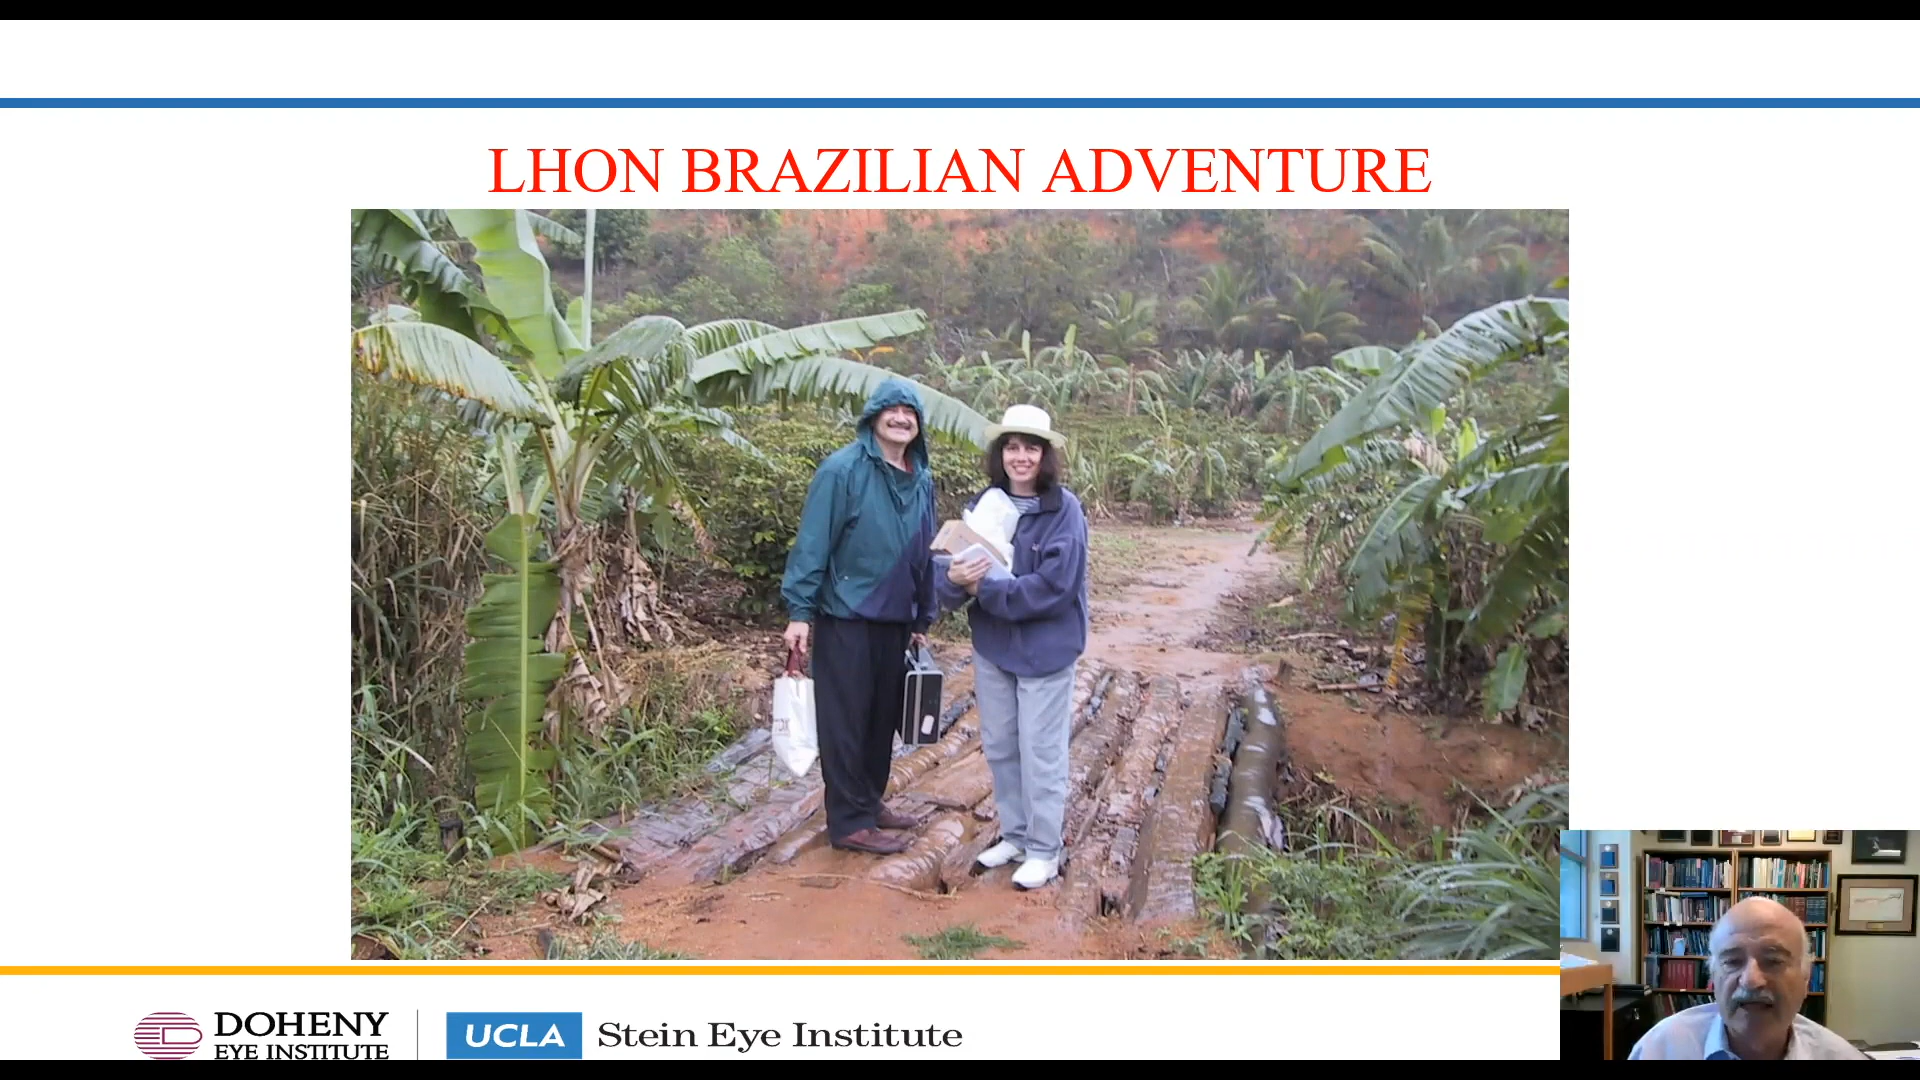 LHON BRAZILIAN ADVENTURE
DOHENY
EYE INSTITUTE
UCLA
Stein Eye Institute